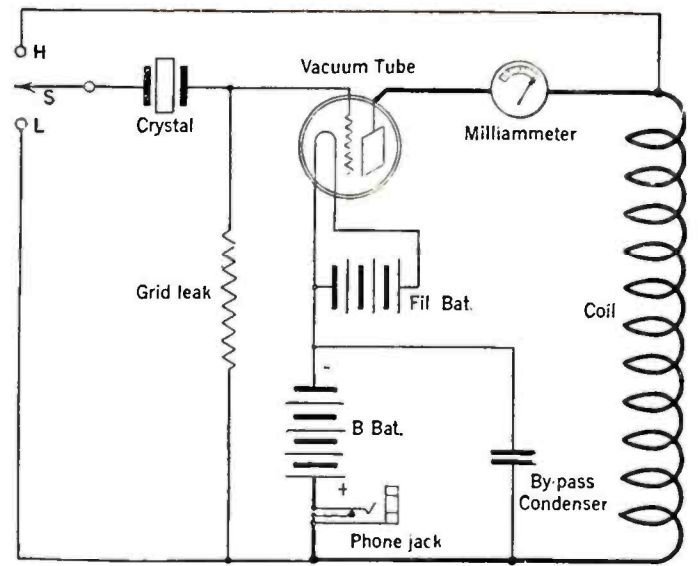 H
Vacuum Tube
S
L
Crystal
Milliammeter
Grid leak
Fil Bat.
Coil
-
B Bat.
+
By-pass
Condenser
Phone jack